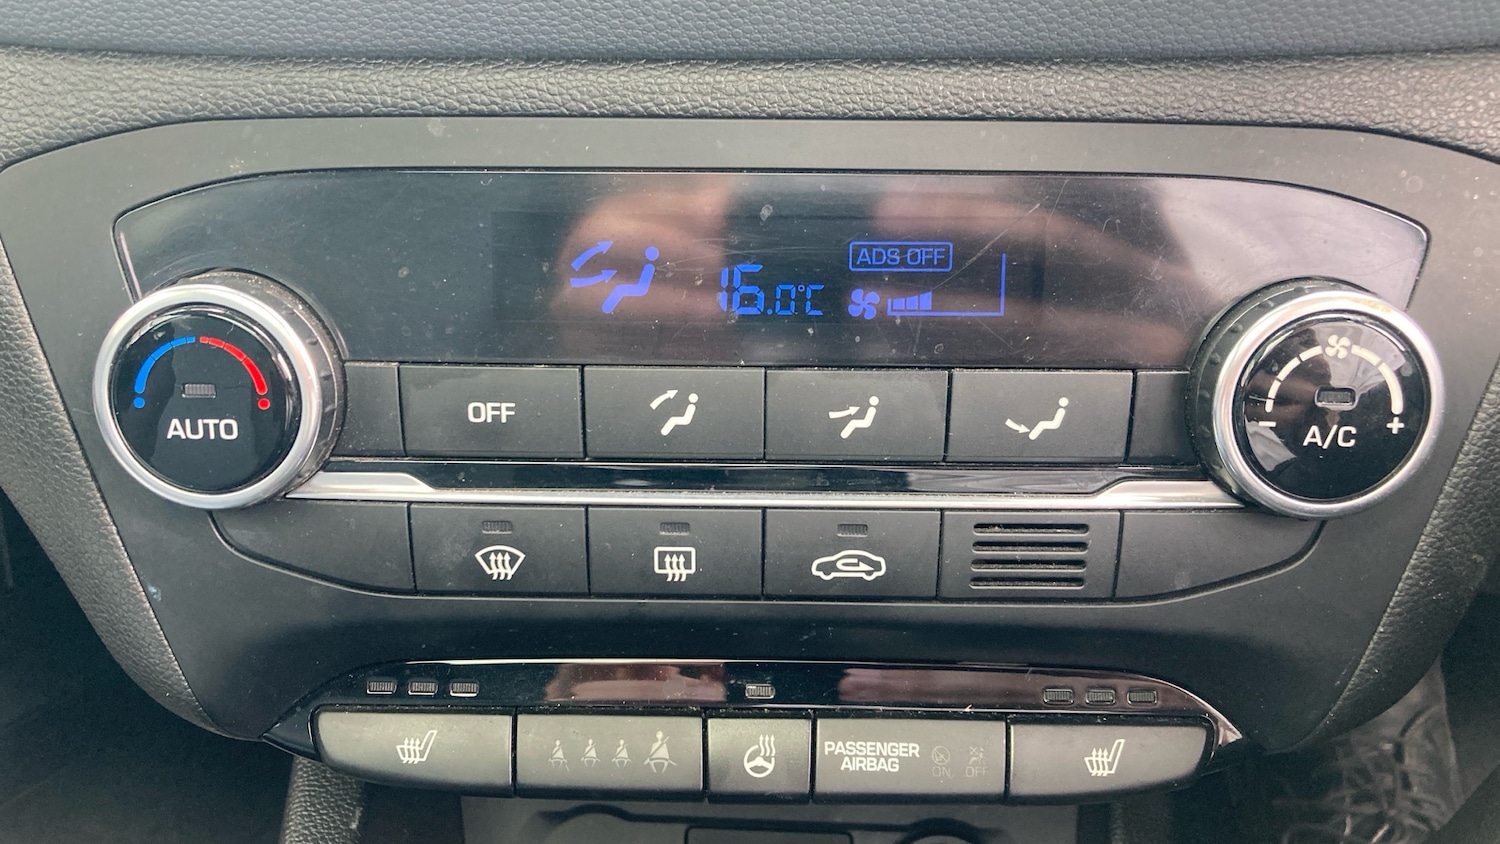 ADS OFF
16.0°C
AUTO
OFF
- A/C +
PASSENGER
AIRBAG
ON OFF